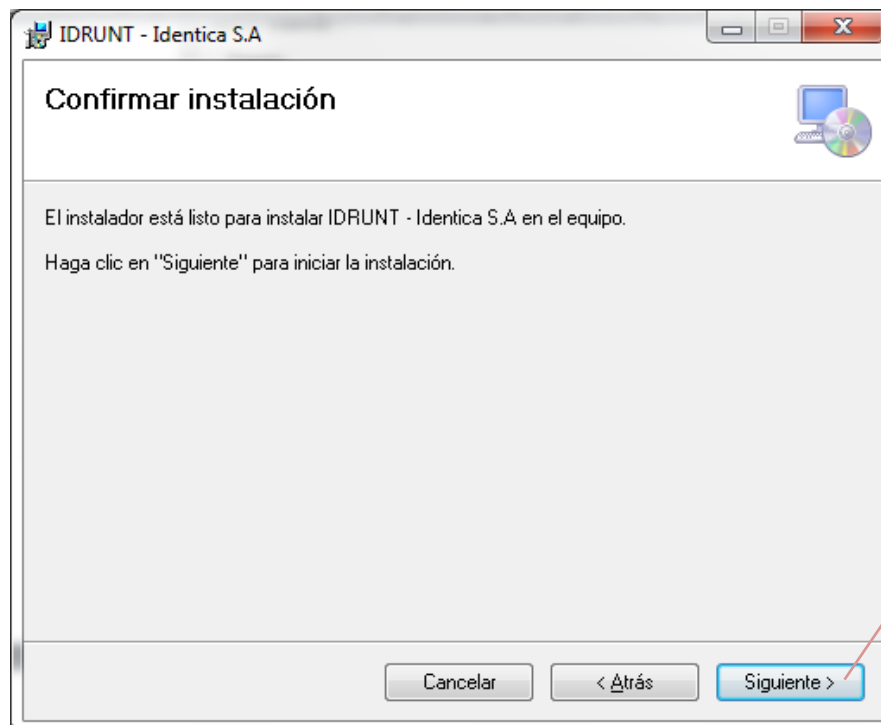 IDRUNT - Identica S.A
Confirmar instalación
El instalador está listo para instalar IDRUNT - Identica S.A en el equipo.
Haga clic en "Siguiente" para iniciar la instalación.
Cancelar
< Atrás
Siguiente >